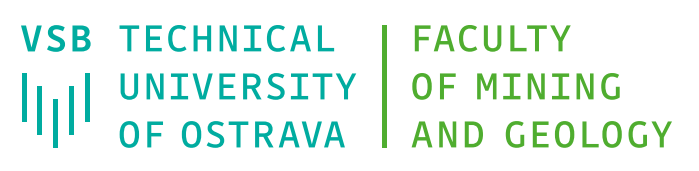 VSB TECHNICAL
UNIVERSITY
OF OSTRAVA
FACULTY
OF MINING
AND GEOLOGY